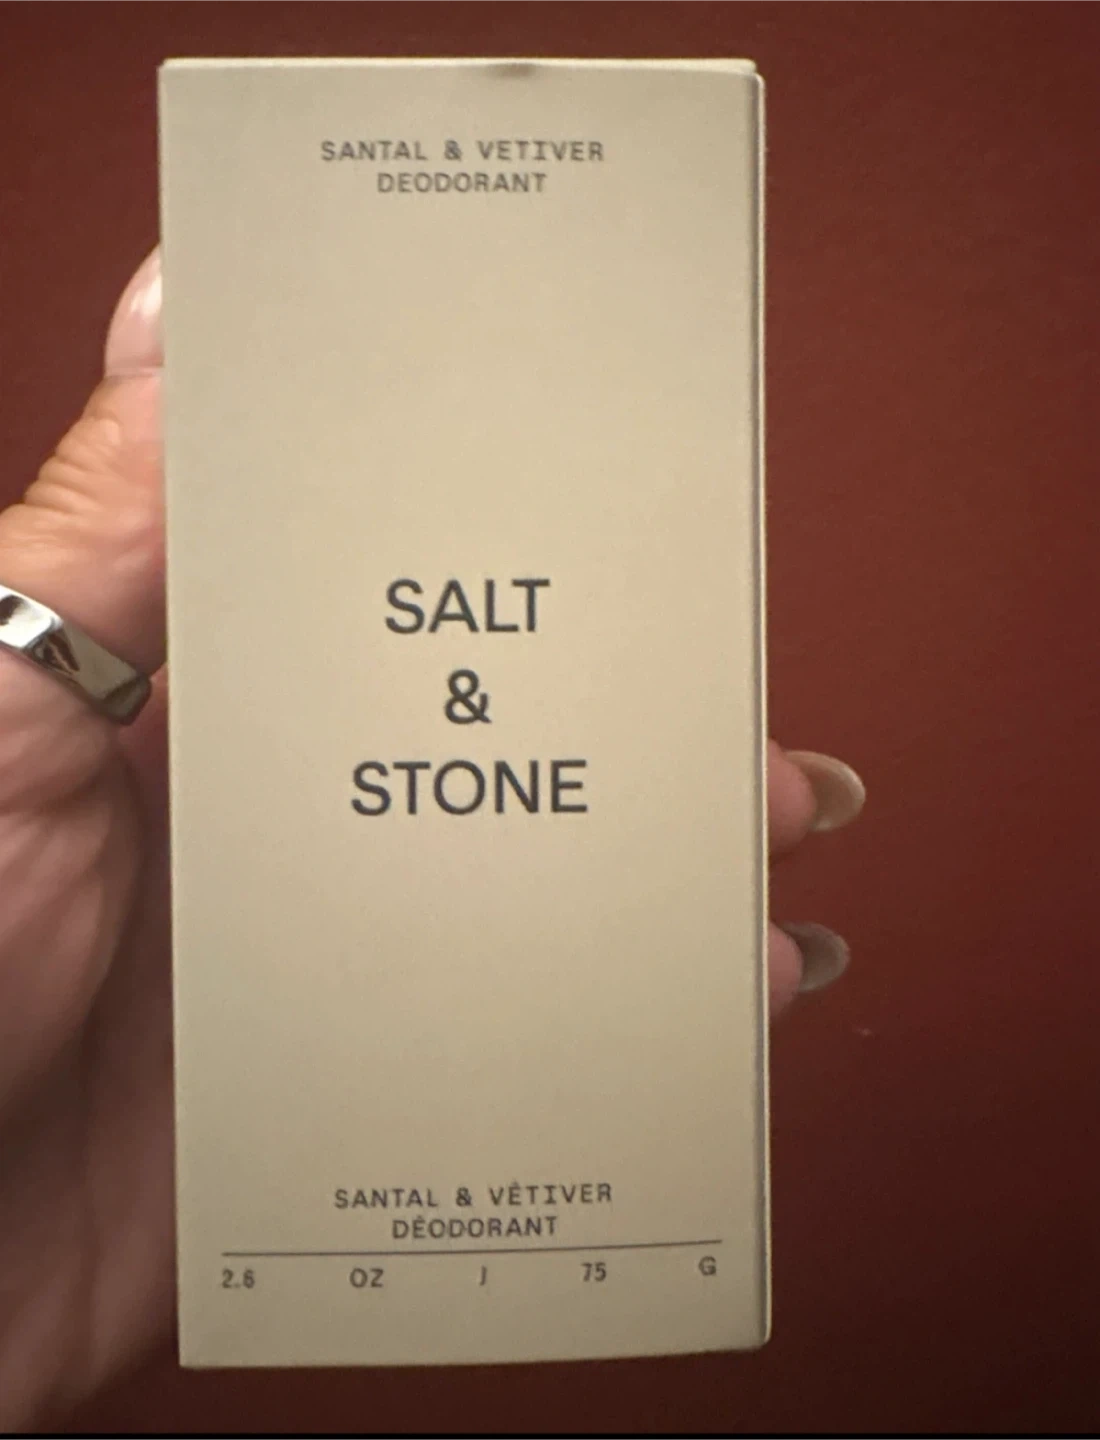 SANTAL & VETIVER
DEODORANT
SALT
&
STONE
SANTAL & VÉTIVER
DÉODORANT
2.6 OZ / 75 G